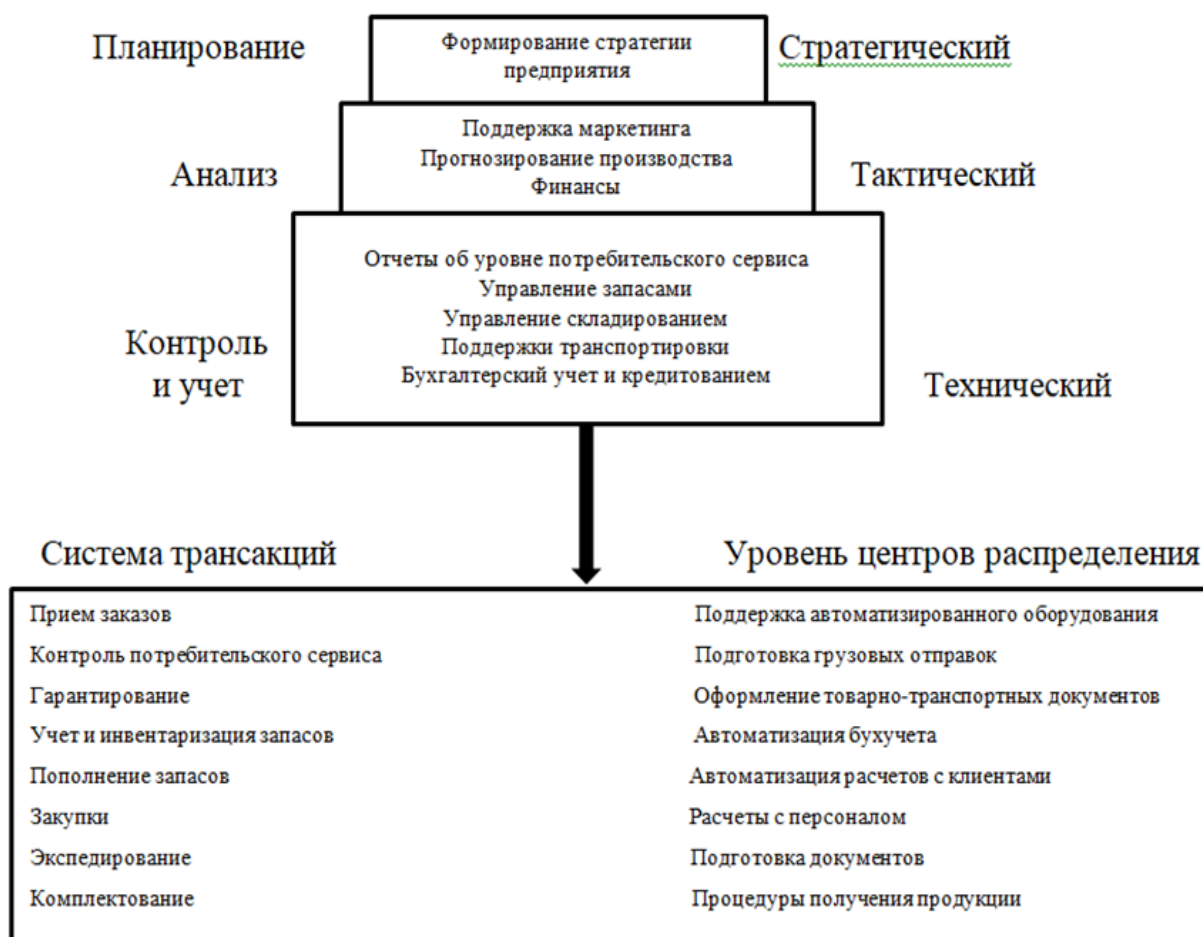 Планирование
Формирование стратегии
предприятия
Стратегический
Анализ
Поддержка маркетинга
Прогнозирование производства
Финансы
Тактический
Контроль
и учет
Отчеты об уровне потребительского сервиса
Управление запасами
Управление складированием
Поддержки транспортировки
Бухгалтерский учет и кредитованием
Технический
Система трансакций
Уровень центров распределения
Прием заказов
Контроль потребительского сервиса
Гарантирование
Учет и инвентаризация запасов
Пополнение запасов
Закупки
Экспедирование
Комплектование
Поддержка автоматизированного оборудования
Подготовка грузовых отправок
Оформление товарно-транспортных документов
Автоматизация бухучета
Автоматизация расчетов с клиентами
Расчеты с персоналом
Подготовка документов
Процедуры получения продукции